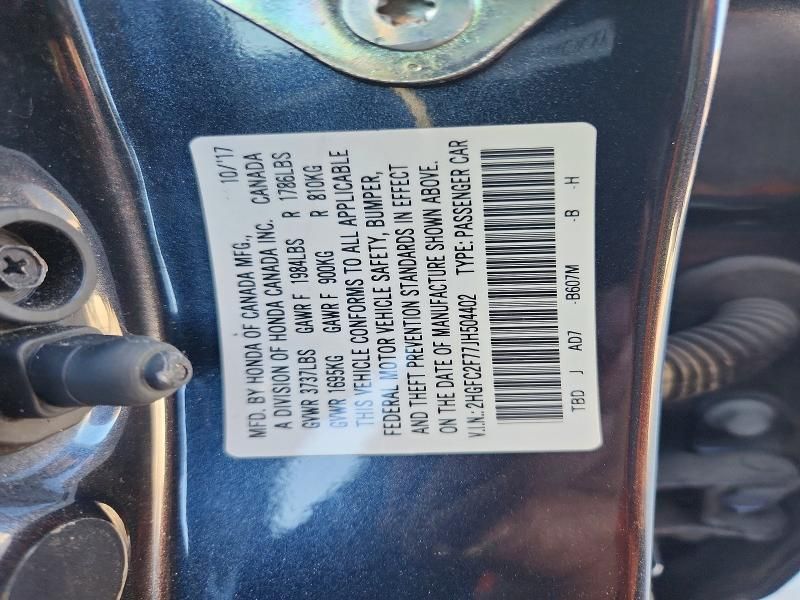 MFD. BY HONDA OF CANADA MFG., 10/'17
A DIVISION OF HONDA CANADA INC. CANADA
GVWR 3737LBS GAWR F 1984LBS R 1786LBS
GVWR 1695KG GAWR F 900KG R 810KG
THIS VEHICLE CONFORMS TO ALL APPLICABLE
FEDERAL MOTOR VEHICLE SAFETY, BUMPER,
AND THEFT PREVENTION STANDARDS IN EFFECT
ON THE DATE OF MANUFACTURE SHOWN ABOVE.
V.I.N.: 2HGFC2F77JH504402 TYPE: PASSENGER CAR
TBD J AD7 -B607M -B -H